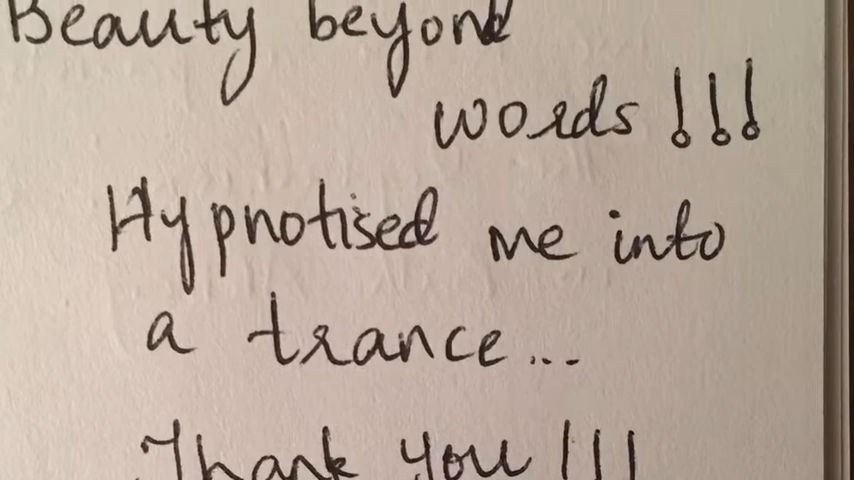 Beauty beyond
words!!!
Hypnotised me into
a trance...
Thank you!!!